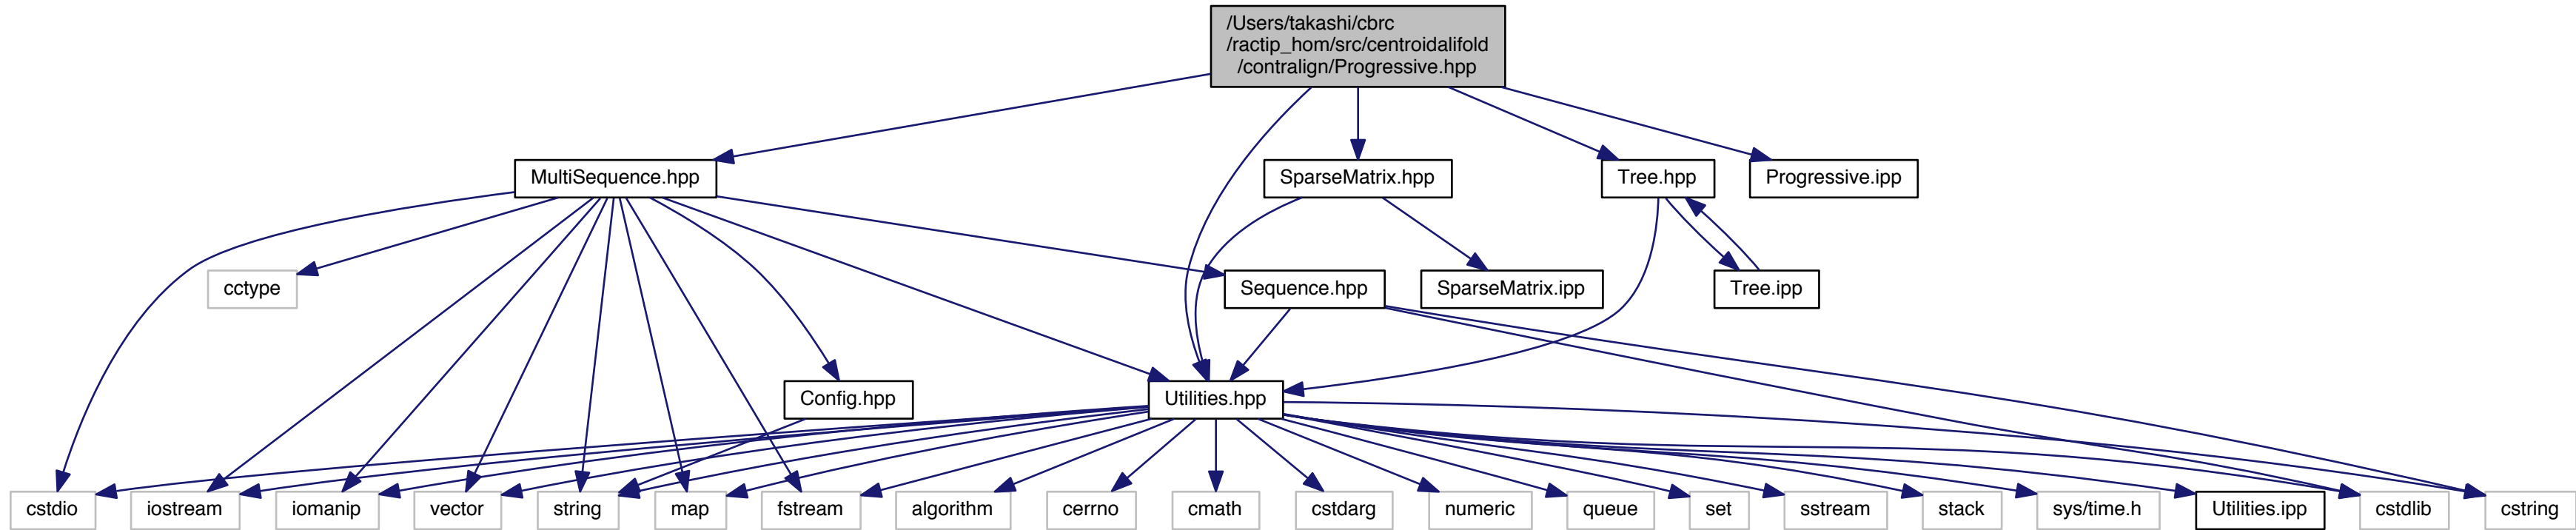 /Users/takashi/cbrc
/ractip_hom/src/centroidalifold
/contralign/Progressive.hpp
MultiSequence.hpp
SparseMatrix.hpp
Tree.hpp
Progressive.ipp
cctype
Sequence.hpp
SparseMatrix.ipp
Tree.ipp
Config.hpp
Utilities.hpp
cstdio
iostream
iomanip
vector
string
map
fstream
algorithm
cerrno
cmath
cstdarg
numeric
queue
set
sstream
stack
sys/time.h
Utilities.ipp
cstdlib
cstring